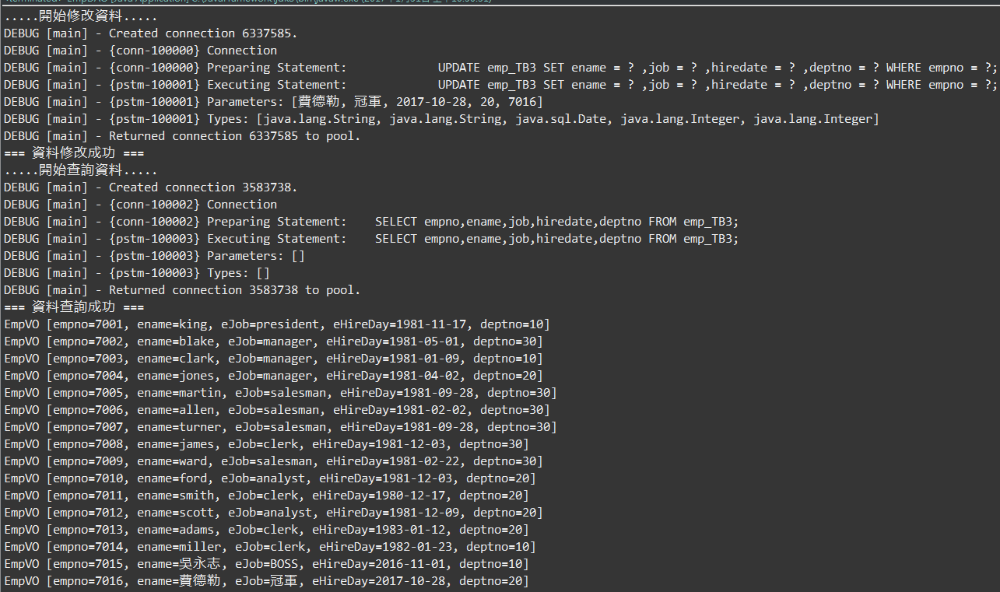 .....開始修改資料.....
DEBUG [main] - Created connection 6337585.
DEBUG [main] - {conn-100000} Connection
DEBUG [main] - {conn-100000} Preparing Statement:             UPDATE emp_TB3 SET ename = ? ,job = ? ,hiredate = ? ,deptno = ? WHERE empno = ?;
DEBUG [main] - {pstm-100001} Executing Statement:             UPDATE emp_TB3 SET ename = ? ,job = ? ,hiredate = ? ,deptno = ? WHERE empno = ?;
DEBUG [main] - {pstm-100001} Parameters: [費德勒, 冠軍, 2017-10-28, 20, 7016]
DEBUG [main] - {pstm-100001} Types: [java.lang.String, java.lang.String, java.sql.Date, java.lang.Integer, java.lang.Integer]
DEBUG [main] - Returned connection 6337585 to pool.
=== 資料修改成功 ===
.....開始查詢資料.....
DEBUG [main] - Created connection 3583738.
DEBUG [main] - {conn-100002} Connection
DEBUG [main] - {conn-100002} Preparing Statement:    SELECT empno,ename,job,hiredate,deptno FROM emp_TB3;
DEBUG [main] - {pstm-100003} Executing Statement:    SELECT empno,ename,job,hiredate,deptno FROM emp_TB3;
DEBUG [main] - {pstm-100003} Parameters: []
DEBUG [main] - {pstm-100003} Types: []
DEBUG [main] - Returned connection 3583738 to pool.
=== 資料查詢成功 ===
EmpVO [empno=7001, ename=king, eJob=president, eHireDay=1981-11-17, deptno=10]
EmpVO [empno=7002, ename=blake, eJob=manager, eHireDay=1981-05-01, deptno=30]
EmpVO [empno=7003, ename=clark, eJob=manager, eHireDay=1981-01-09, deptno=10]
EmpVO [empno=7004, ename=jones, eJob=manager, eHireDay=1981-04-02, deptno=20]
EmpVO [empno=7005, ename=martin, eJob=salesman, eHireDay=1981-09-28, deptno=30]
EmpVO [empno=7006, ename=allen, eJob=salesman, eHireDay=1981-02-02, deptno=30]
EmpVO [empno=7007, ename=turner, eJob=salesman, eHireDay=1981-09-28, deptno=30]
EmpVO [empno=7008, ename=james, eJob=clerk, eHireDay=1981-12-03, deptno=30]
EmpVO [empno=7009, ename=ward, eJob=salesman, eHireDay=1981-02-22, deptno=30]
EmpVO [empno=7010, ename=ford, eJob=analyst, eHireDay=1981-12-03, deptno=20]
EmpVO [empno=7011, ename=smith, eJob=clerk, eHireDay=1980-12-17, deptno=20]
EmpVO [empno=7012, ename=scott, eJob=analyst, eHireDay=1981-12-09, deptno=20]
EmpVO [empno=7013, ename=adams, eJob=clerk, eHireDay=1983-01-12, deptno=20]
EmpVO [empno=7014, ename=miller, eJob=clerk, eHireDay=1982-01-23, deptno=10]
EmpVO [empno=7015, ename=吳永志, eJob=BOSS, eHireDay=2016-11-01, deptno=10]
EmpVO [empno=7016, ename=費德勒, eJob=冠軍, eHireDay=2017-10-28, deptno=20]